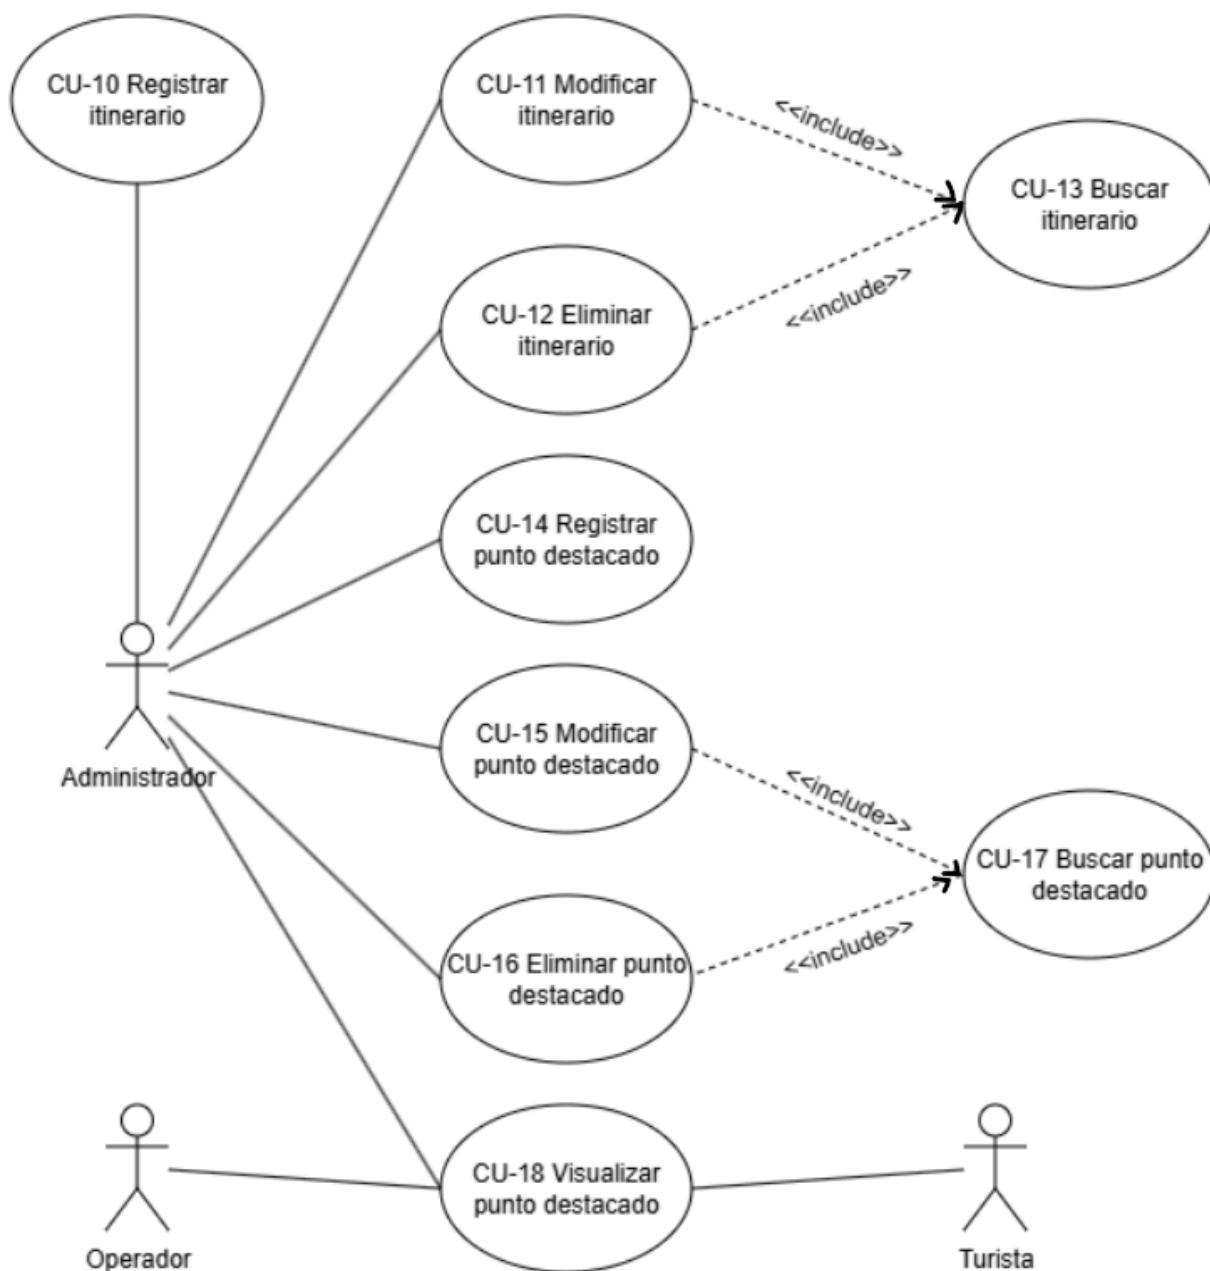 CU-10 Registrar
itinerario
CU-11 Modificar
itinerario
<<include>>
CU-13 Buscar
itinerario
<<include>>
CU-12 Eliminar
itinerario
CU-14 Registrar
punto destacado
Administrador
CU-15 Modificar
punto destacado
<<include>>
CU-17 Buscar punto
destacado
<<include>>
CU-16 Eliminar punto
destacado
CU-18 Visualizar
punto destacado
Operador
Turista